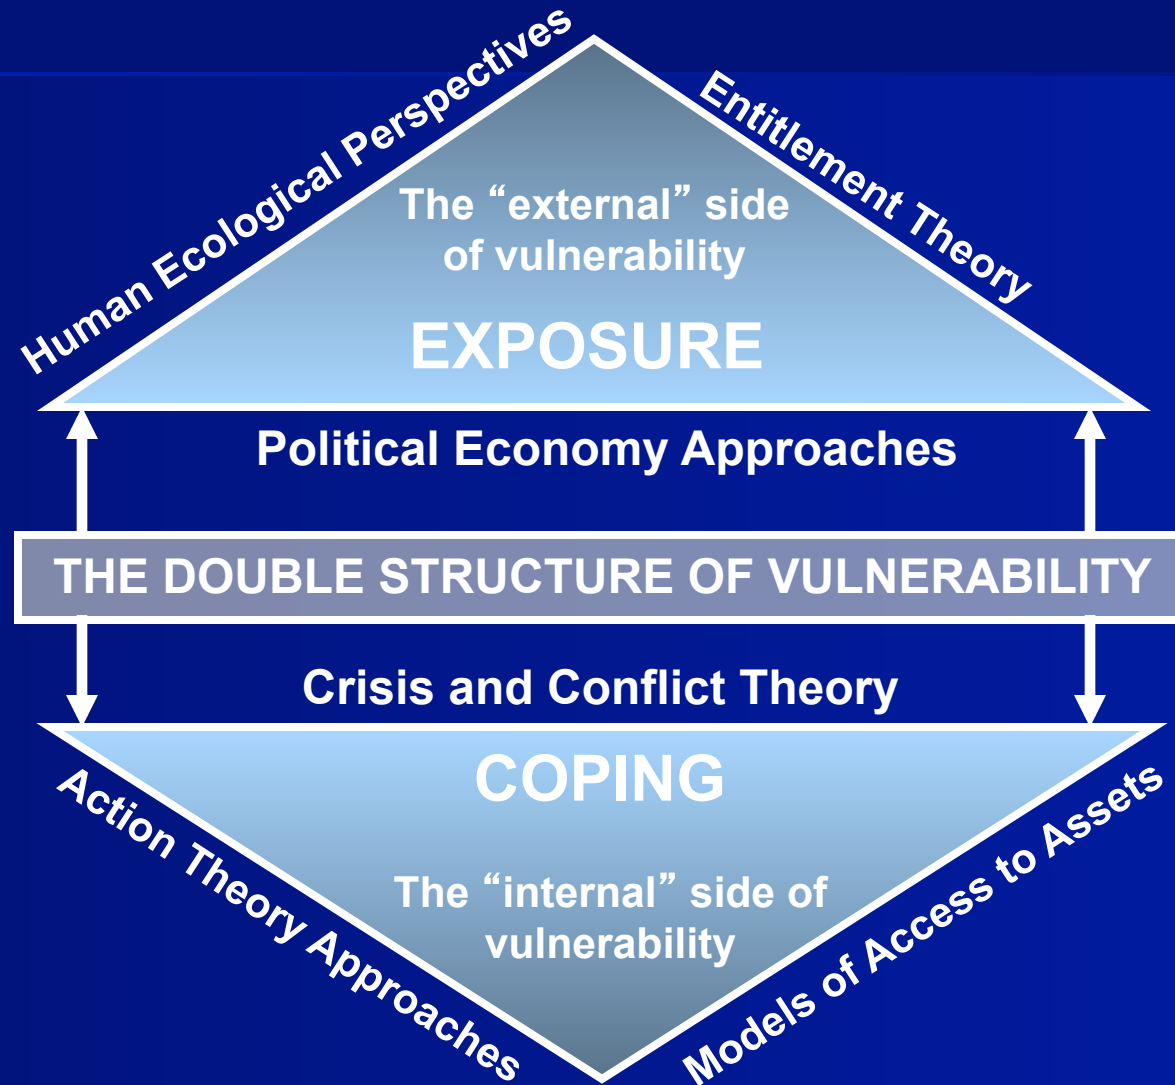 Human Ecological Perspectives
Entitlement Theory
The “external” side
of vulnerability
EXPOSURE
Political Economy Approaches
THE DOUBLE STRUCTURE OF VULNERABILITY
Crisis and Conflict Theory
COPING
The “internal” side of
vulnerability
Action Theory Approaches
Models of Access to Assets